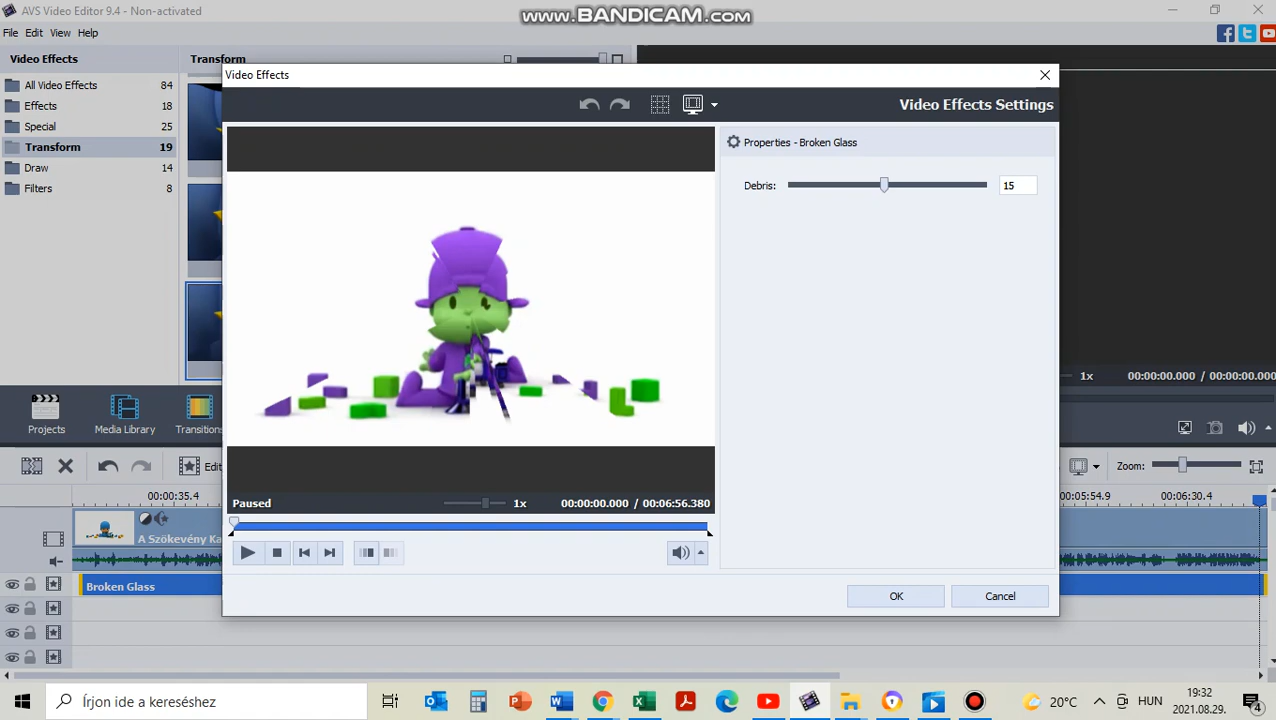 AVS Video Editor 9.4 - Non-activated
www.BANDICAM.com
File Edit View Help
Video Effects
Transform
All Video Effects 84
Effects 18
Special 25
Transform 19
Draw 14
Filters 8
Video Effects
Video Effects Settings
Properties - Broken Glass
Debris: 15
Paused 1x 00:00:00.000 / 00:06:56.380
OK Cancel
1x 00:00:00.000 / 00:00:00.000
Projects Media Library Transitions
Edit
Zoom:
00:00:35.4
00:05:54.9 00:06:30.4
A Szökevény Ka
Broken Glass
Írjon ide a kereséshez
20°C
HUN
19:32
2021.08.29.
4